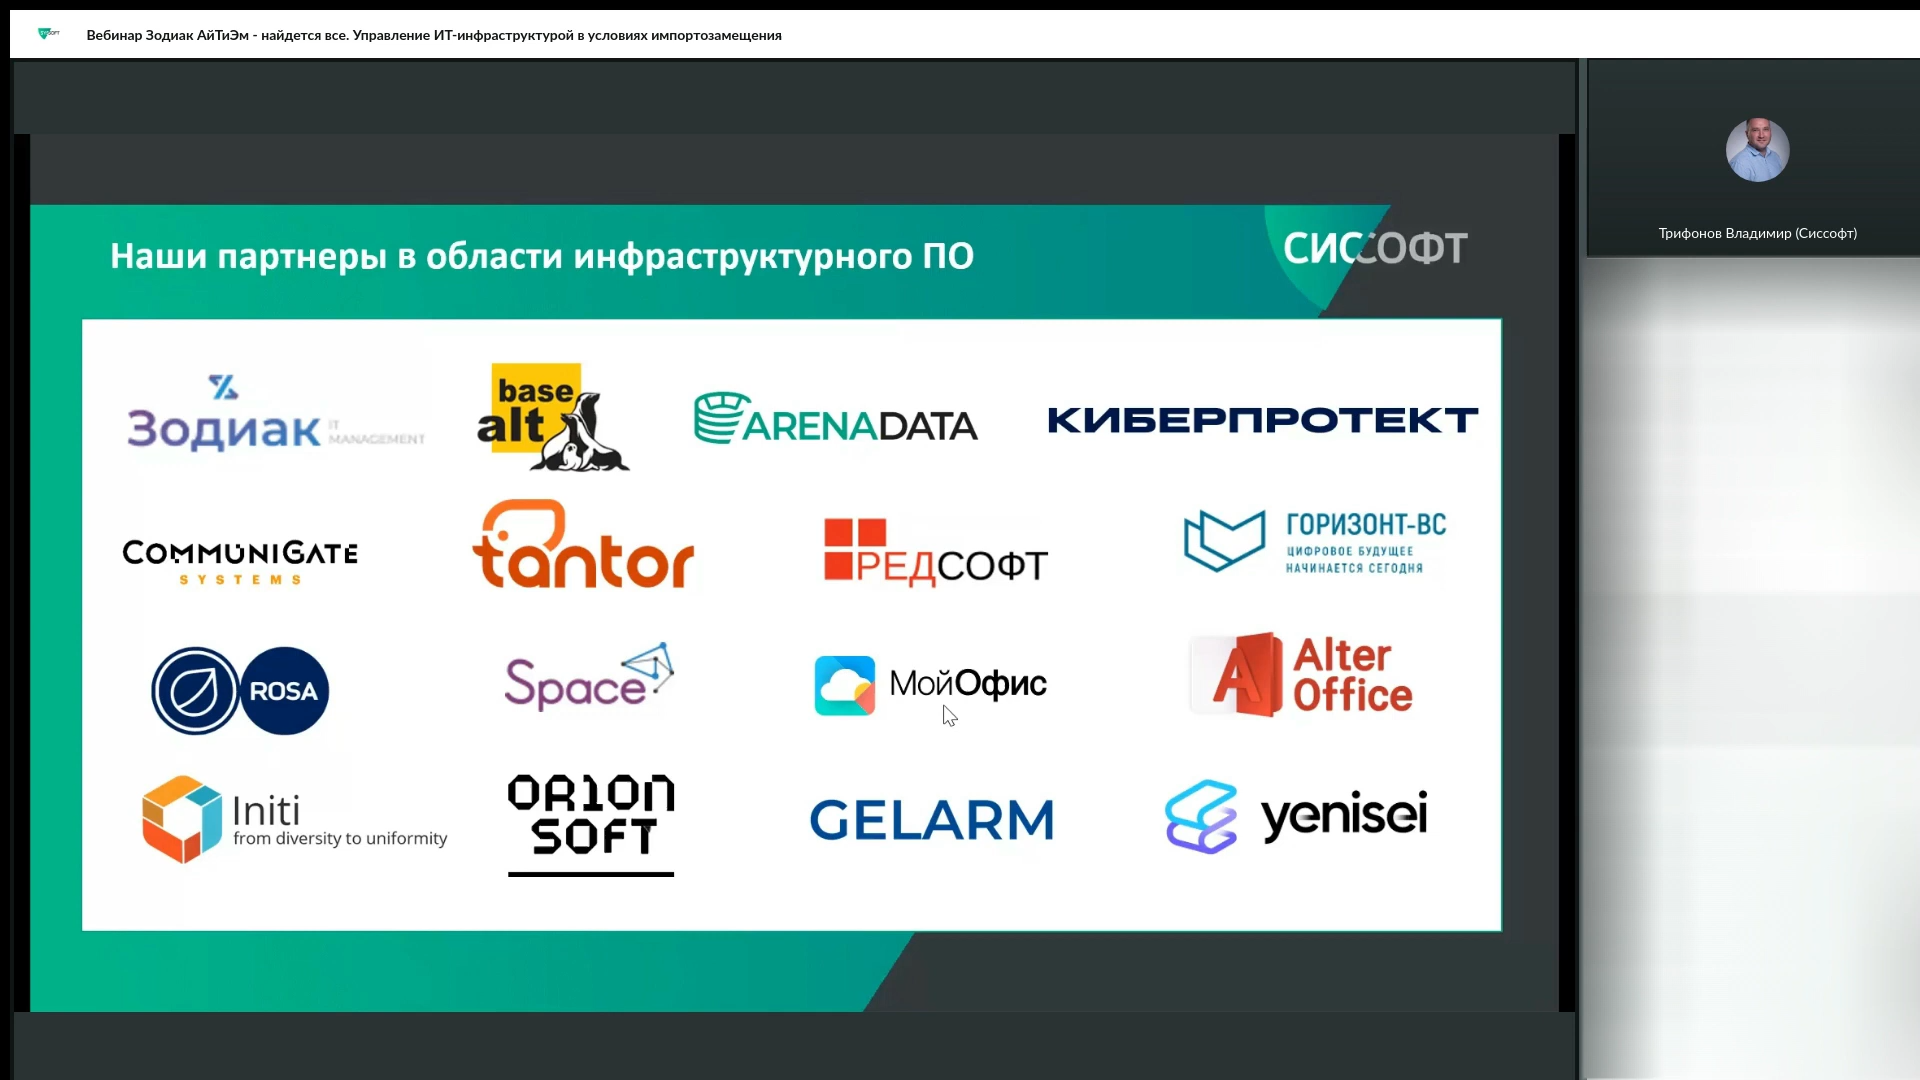 Вебинар Зодиак АйТиЭм - найдется все. Управление ИТ-инфраструктурой в условиях импортозамещения
Трифонов Владимир (Сиссофт)
Наши партнеры в области инфраструктурного ПО
СИССОФТ
Зодиак IT MANAGEMENT
base alt
ARENADATA
КИБЕРПРОТЕКТ
COMMUNIGATE
SYSTEMS
tantor
РЕДСОФТ
ГОРИЗОНТ-ВС
ЦИФРОВОЕ БУДУЩЕЕ
НАЧИНАЕТСЯ СЕГОДНЯ
ROSA
Space
МойОфис
Alter
Office
Initi
from diversity to uniformity
ORION
SOFT
GELARM
yenisei